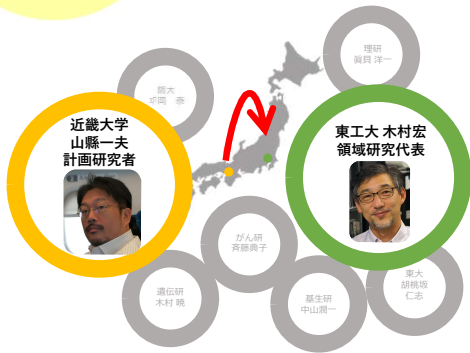 理研
眞貝 洋一
阪大
近畿大学
山縣一夫
計画研究者
東工大 木村宏
領域研究代表
がん研
斉藤典子
遺伝研
木村 暁
基生研
中山潤一
東大
胡桃坂
仁志